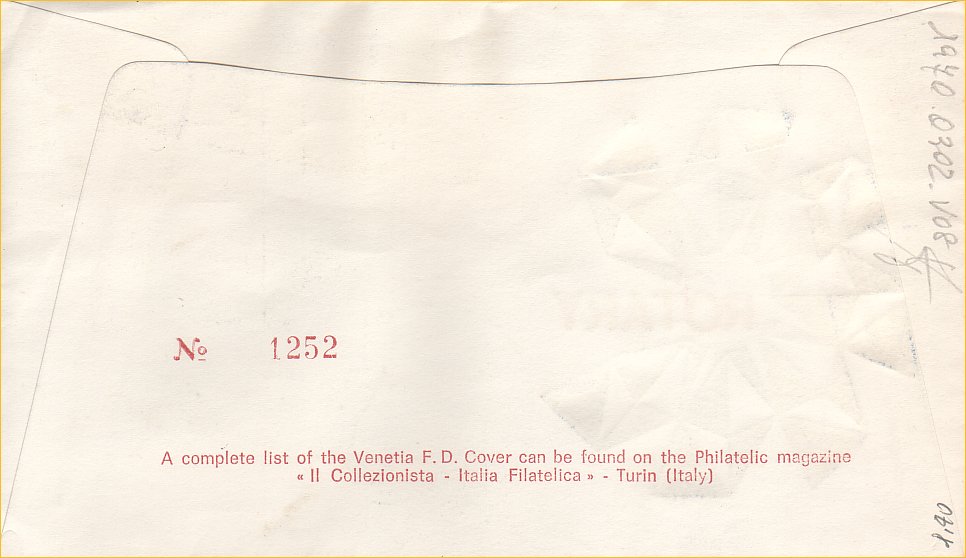 № 1252
A complete list of the Venetia F.D. Cover can be found on the Philatelic magazine
« Il Collezionista - Italia Filatelica » - Turin (Italy)